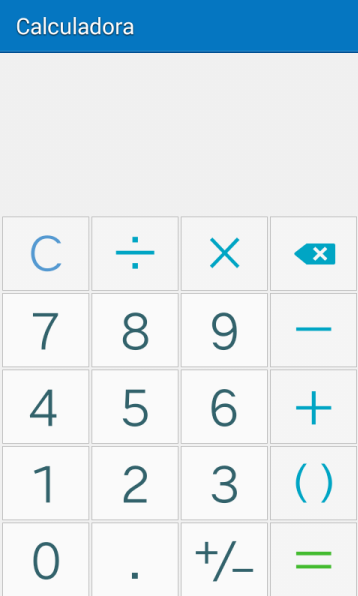 Calculadora
C ÷ × ⌫
7 8 9 −
4 5 6 +
1 2 3 ( )
0 . +/− =